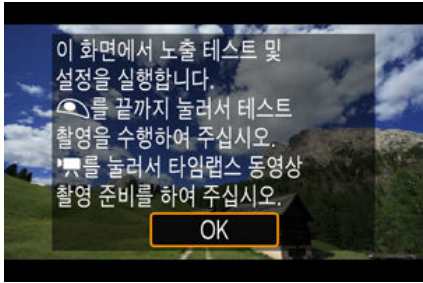 이 화면에서 노출 테스트 및
설정을 실행합니다.
를 끝까지 눌러서 테스트
촬영을 수행하여 주십시오.
를 눌러서 타임랩스 동영상
촬영 준비를 하여 주십시오.
OK